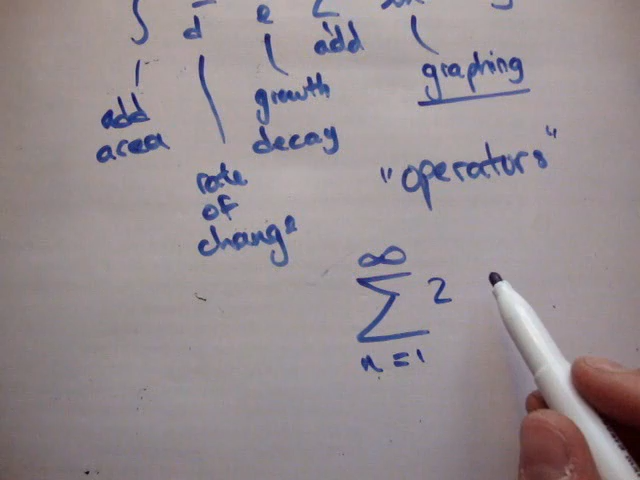 ∫ d e Σ
add area
rate of change
growth decay
add
graphing
"operators"
∞
∑ 2
n = 1